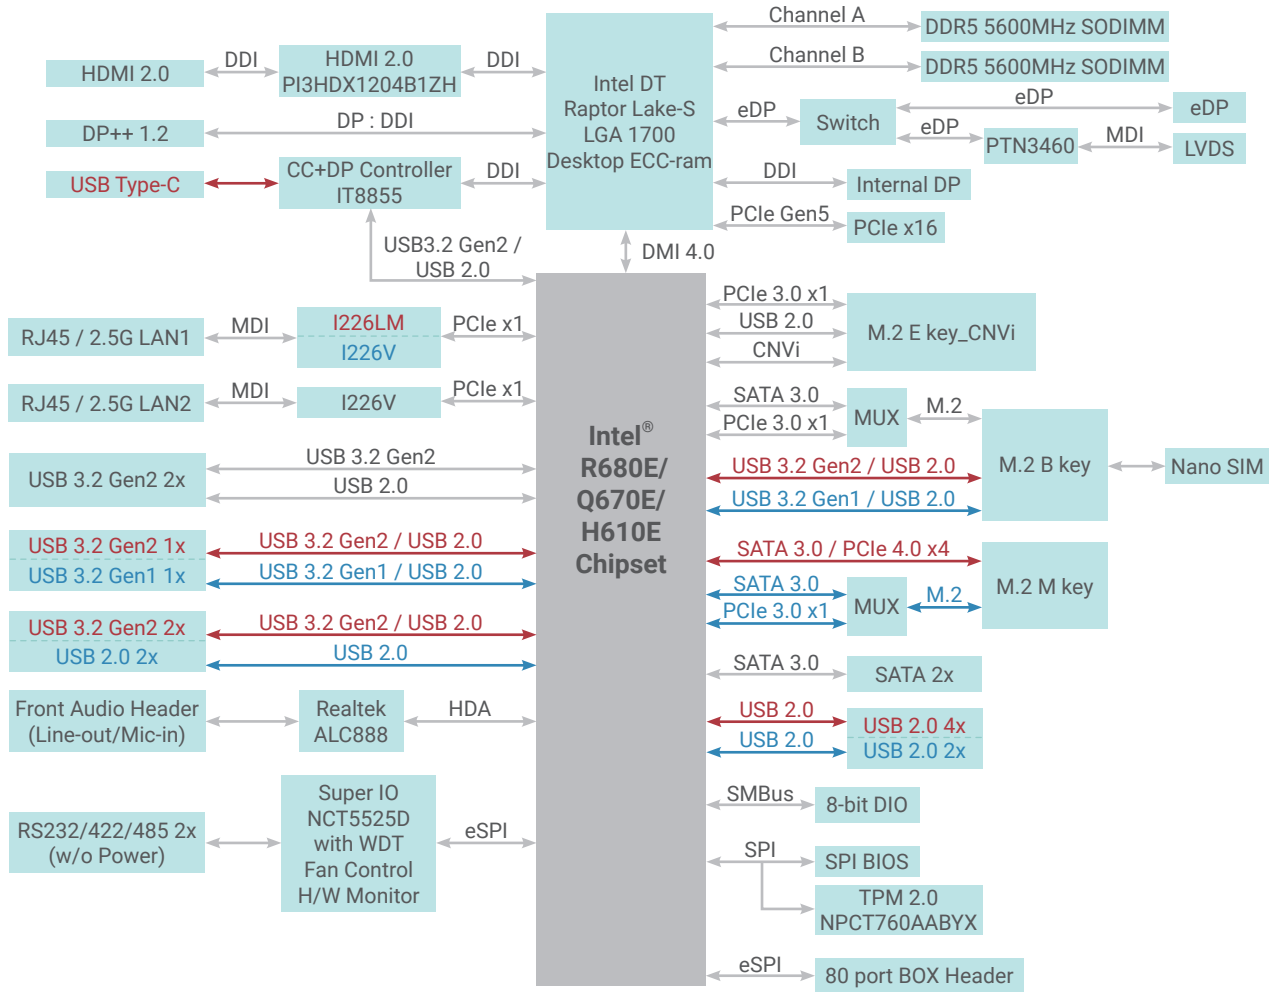 HDMI 2.0
DDI
HDMI 2.0
PI3HDX1204B1ZH
DDI
DP++ 1.2
DP : DDI
USB Type-C
CC+DP Controller
IT8855
DDI
USB3.2 Gen2 /
USB 2.0
Intel DT
Raptor Lake-S
LGA 1700
Desktop ECC-ram
Channel A
DDR5 5600MHz SODIMM
Channel B
DDR5 5600MHz SODIMM
eDP
Switch
eDP
eDP
eDP
PTN3460
MDI
LVDS
DDI
Internal DP
PCIe Gen5
PCIe x16
DMI 4.0
RJ45 / 2.5G LAN1
MDI
I226LM
I226V
PCIe x1
RJ45 / 2.5G LAN2
MDI
I226V
PCIe x1
USB 3.2 Gen2 2x
USB 3.2 Gen2
USB 2.0
USB 3.2 Gen2 1x
USB 3.2 Gen1 1x
USB 3.2 Gen2 / USB 2.0
USB 3.2 Gen1 / USB 2.0
USB 3.2 Gen2 2x
USB 2.0 2x
USB 3.2 Gen2 / USB 2.0
USB 2.0
Front Audio Header
(Line-out/Mic-in)
Realtek
ALC888
HDA
RS232/422/485 2x
(w/o Power)
Super IO
NCT5525D
with WDT
Fan Control
H/W Monitor
eSPI
Intel®
R680E/
Q670E/
H610E
Chipset
PCIe 3.0 x1
USB 2.0
CNVi
M.2 E key_CNVi
SATA 3.0
PCIe 3.0 x1
MUX
M.2
USB 3.2 Gen2 / USB 2.0
USB 3.2 Gen1 / USB 2.0
M.2 B key
Nano SIM
SATA 3.0 / PCIe 4.0 x4
SATA 3.0
PCIe 3.0 x1
MUX
M.2
M.2 M key
SATA 3.0
SATA 2x
USB 2.0
USB 2.0
USB 2.0 4x
USB 2.0 2x
SMBus
8-bit DIO
SPI
SPI BIOS
TPM 2.0
NPCT760AABYX
eSPI
80 port BOX Header